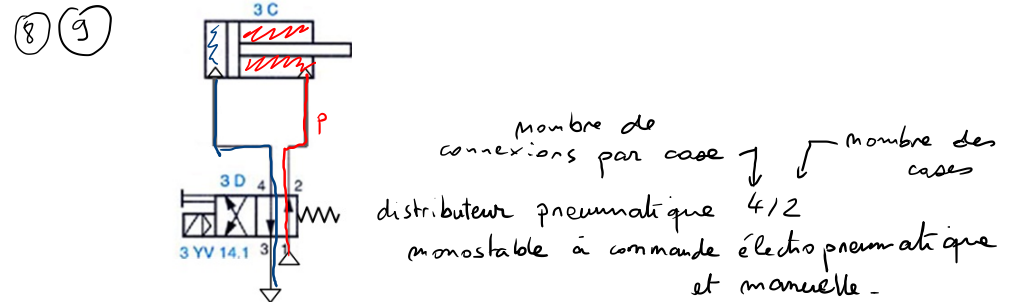 8 9
3 C
P
3 D 4 2
3 YV 14.1 3 1
nombre de
connexions par case
nombre des
cases
distributeur pneumatique 4/2
monostable à commande électropneumatique
et manuelle.